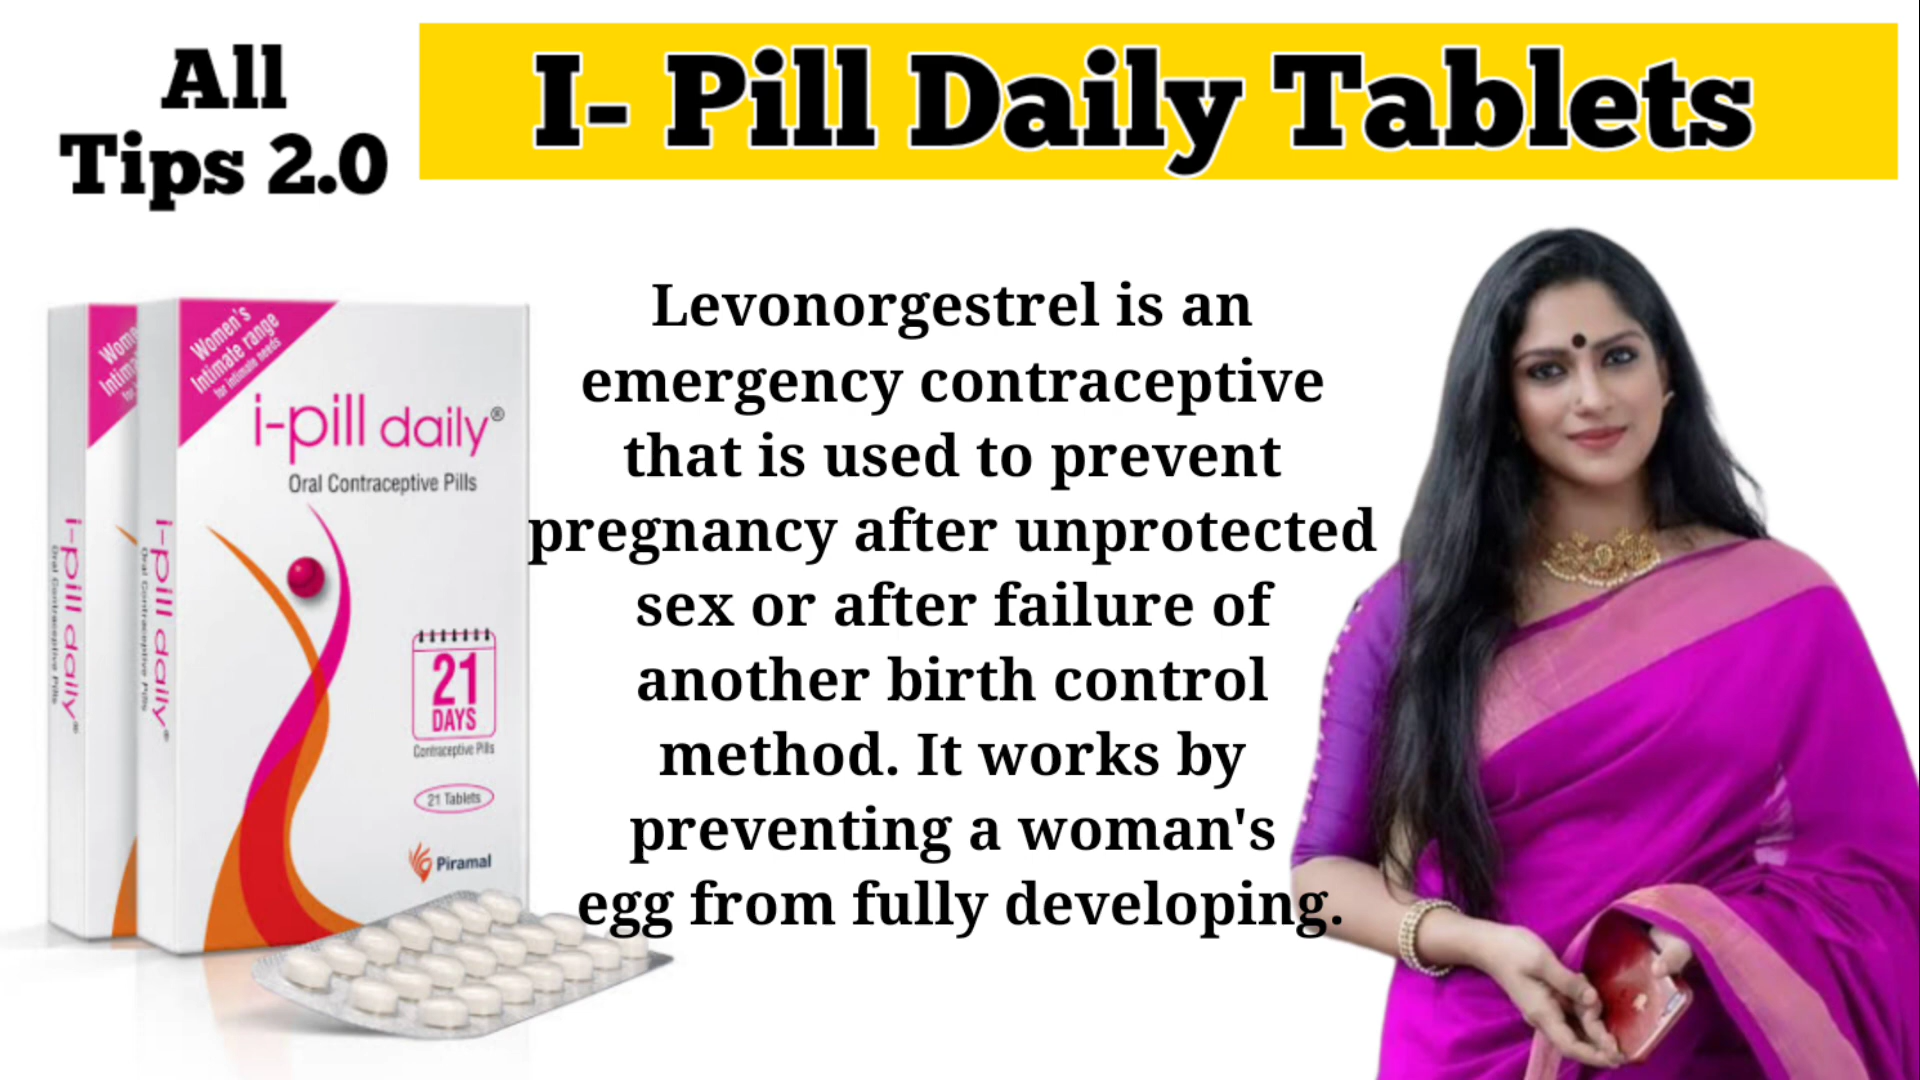 All
Tips 2.0
I- Pill Daily Tablets
Levonorgestrel is an
emergency contraceptive
that is used to prevent
pregnancy after unprotected
sex or after failure of
another birth control
method. It works by
preventing a woman's
egg from fully developing.
Women's
Intimate range
for intimate needs
i-pill daily®
Oral Contraceptive Pills
21
DAYS
Contraceptive Pills
21 Tablets
Piramal
i-pill daily®
Oral Contraceptive Pills
i-pill daily®
Oral Contraceptive Pills